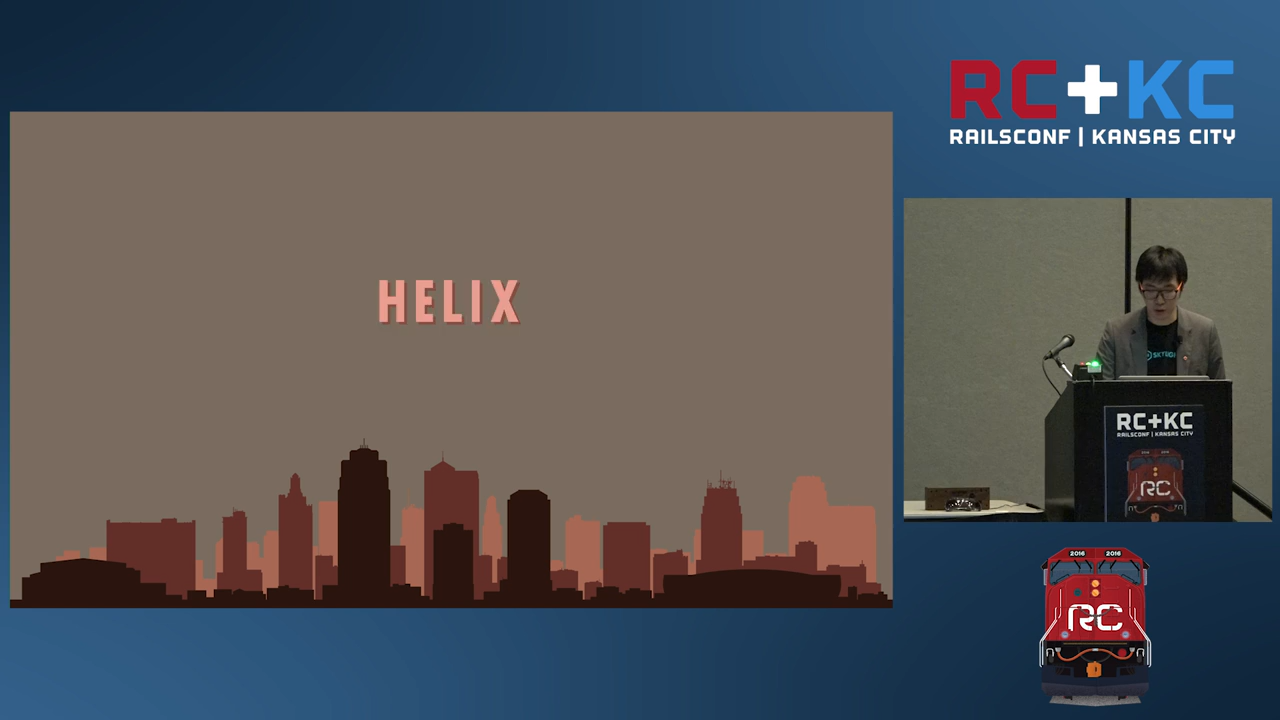 HELIX
RC+KC
RAILSCONF | KANSAS CITY
RC+KC
RAILSCONF | KANSAS CITY
RC
2016 2016
RC